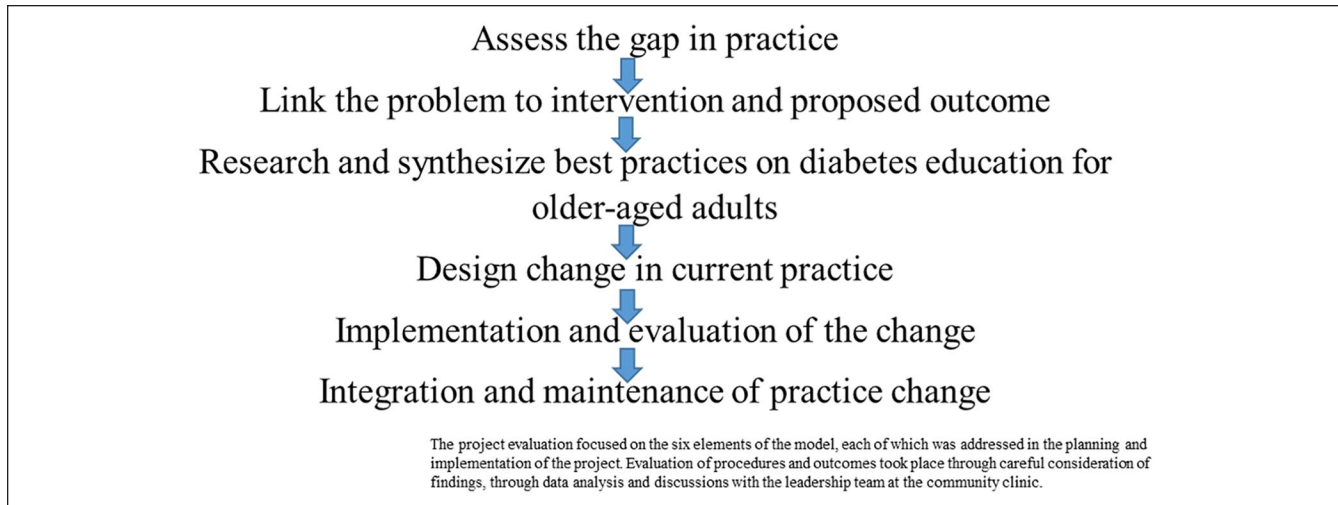 Assess the gap in practice
Link the problem to intervention and proposed outcome
Research and synthesize best practices on diabetes education for
older-aged adults
Design change in current practice
Implementation and evaluation of the change
Integration and maintenance of practice change
The project evaluation focused on the six elements of the model, each of which was addressed in the planning and
implementation of the project. Evaluation of procedures and outcomes took place through careful consideration of
findings, through data analysis and discussions with the leadership team at the community clinic.